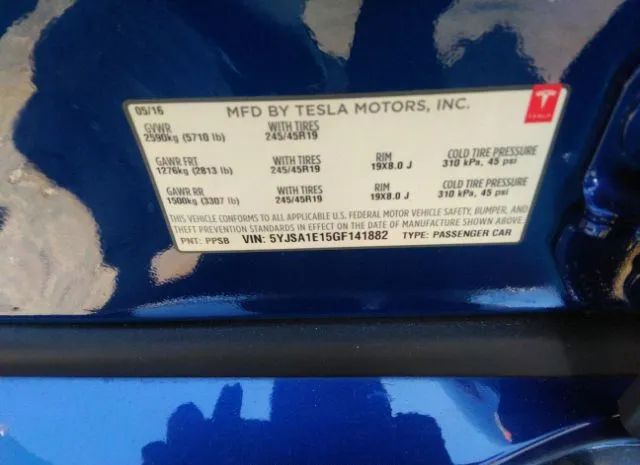 05/16 MFD BY TESLA MOTORS, INC.
TESLA
GVWR WITH TIRES
2590kg (5710 lb) 245/45R19
GAWR FRT WITH TIRES RIM COLD TIRE PRESSURE
1276kg (2813 lb) 245/45R19 19X8.0 J 310 kPa, 45 psi
GAWR RR WITH TIRES RIM COLD TIRE PRESSURE
1500kg (3307 lb) 245/45R19 19X8.0 J 310 kPa, 45 psi
THIS VEHICLE CONFORMS TO ALL APPLICABLE U.S. FEDERAL MOTOR VEHICLE SAFETY, BUMPER, AND
THEFT PREVENTION STANDARDS IN EFFECT ON THE DATE OF MANUFACTURE SHOWN ABOVE.
PNT: PPSB VIN: 5YJSA1E15GF141882 TYPE: PASSENGER CAR